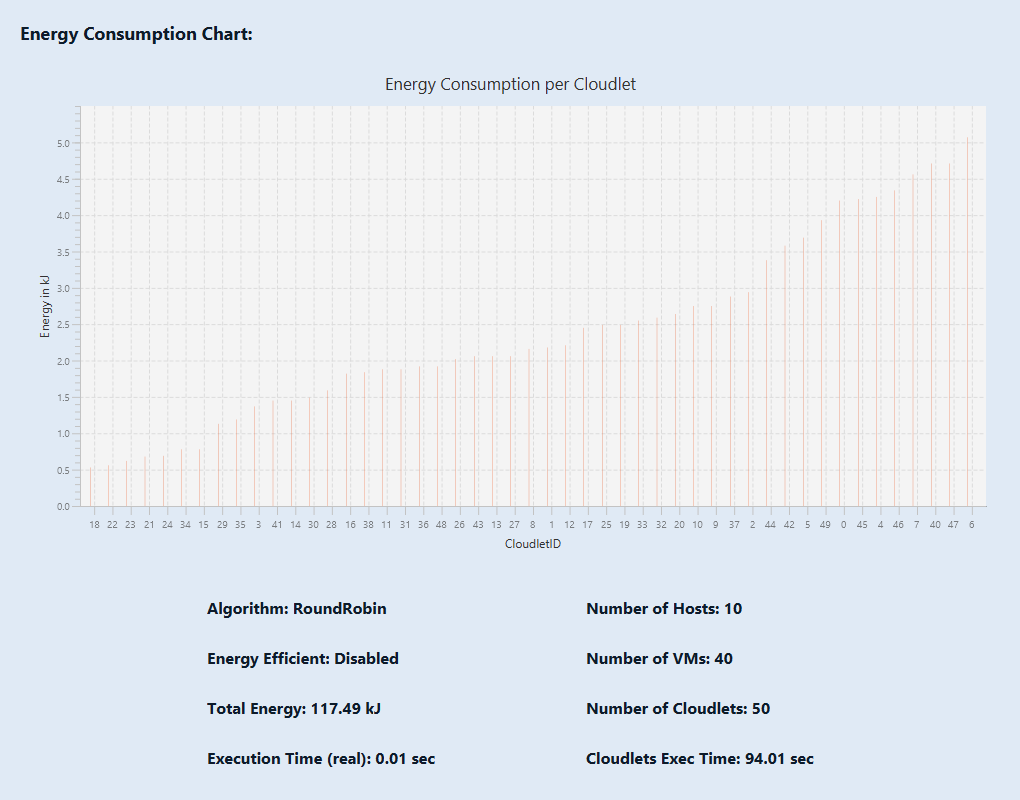 Energy Consumption Chart:
Energy Consumption per Cloudlet
5.0
4.5
4.0
3.5
3.0
2.5
2.0
1.5
1.0
0.5
0.0
Energy in kJ
18 22 23 21 24 34 15 29 35 3 41 14 30 28 16 38 11 31 36 48 26 43 13 27 8 1 12 17 25 19 33 32 20 10 9 37 2 44 42 5 49 0 45 4 46 7 40 47 6
CloudletID
Algorithm: RoundRobin
Number of Hosts: 10
Energy Efficient: Disabled
Number of VMs: 40
Total Energy: 117.49 kJ
Number of Cloudlets: 50
Execution Time (real): 0.01 sec
Cloudlets Exec Time: 94.01 sec